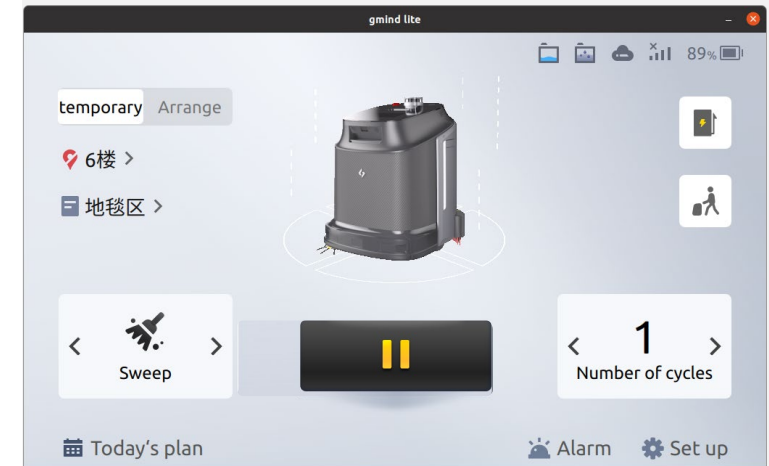 gmind lite
89%
temporary Arrange
6楼
地毯区
Sweep
1
Number of cycles
Today's plan
Alarm
Set up